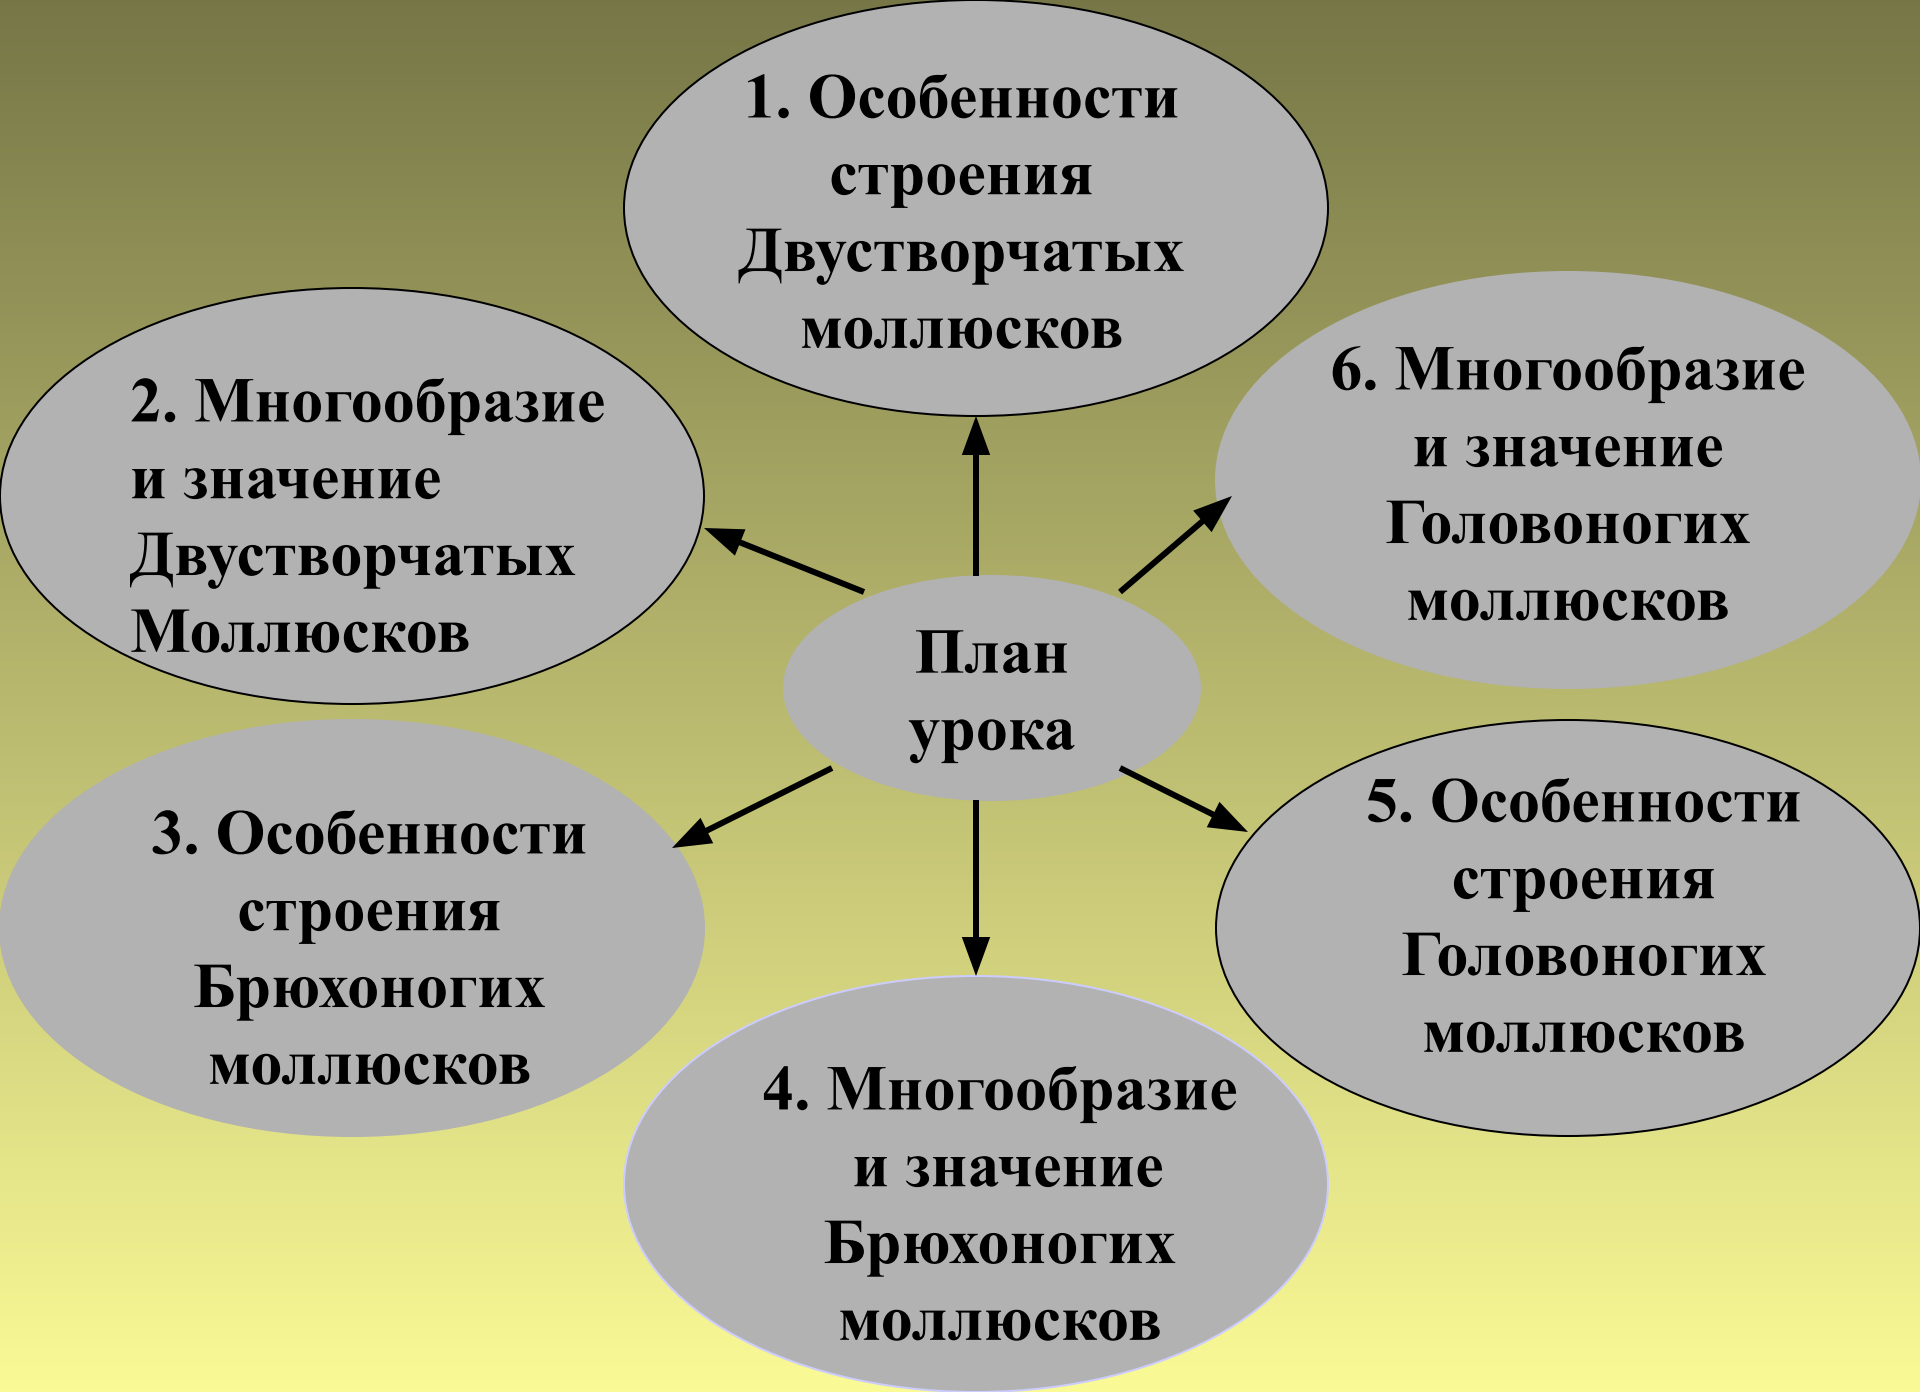 1. Особенности
строения
Двустворчатых
моллюсков
2. Многообразие
и значение
Двустворчатых
Моллюсков
3. Особенности
строения
Брюхоногих
моллюсков
4. Многообразие
и значение
Брюхоногих
моллюсков
5. Особенности
строения
Головоногих
моллюсков
6. Многообразие
и значение
Головоногих
моллюсков
План
урока